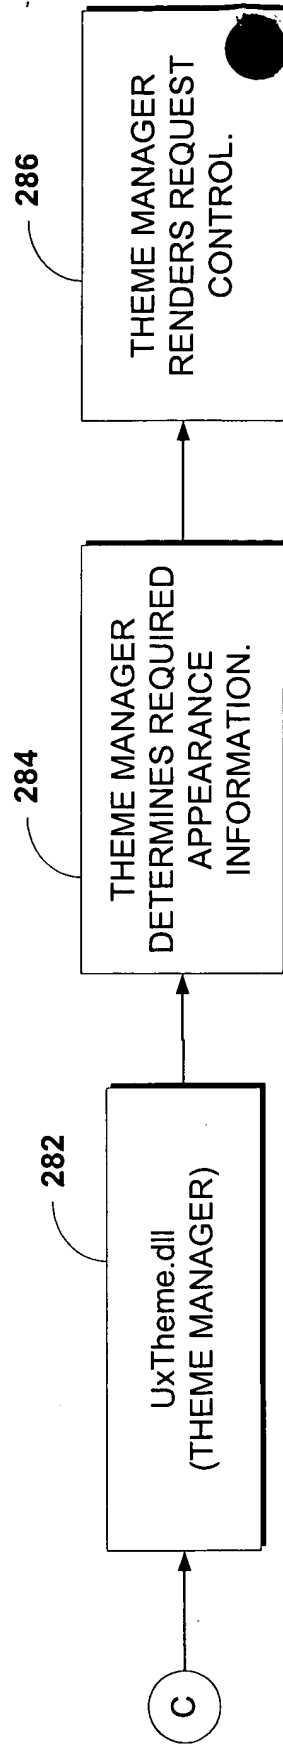 C
282
UxTheme.dll
(THEME MANAGER)
284
THEME MANAGER
DETERMINES REQUIRED
APPEARANCE
INFORMATION.
286
THEME MANAGER
RENDERS REQUEST
CONTROL.